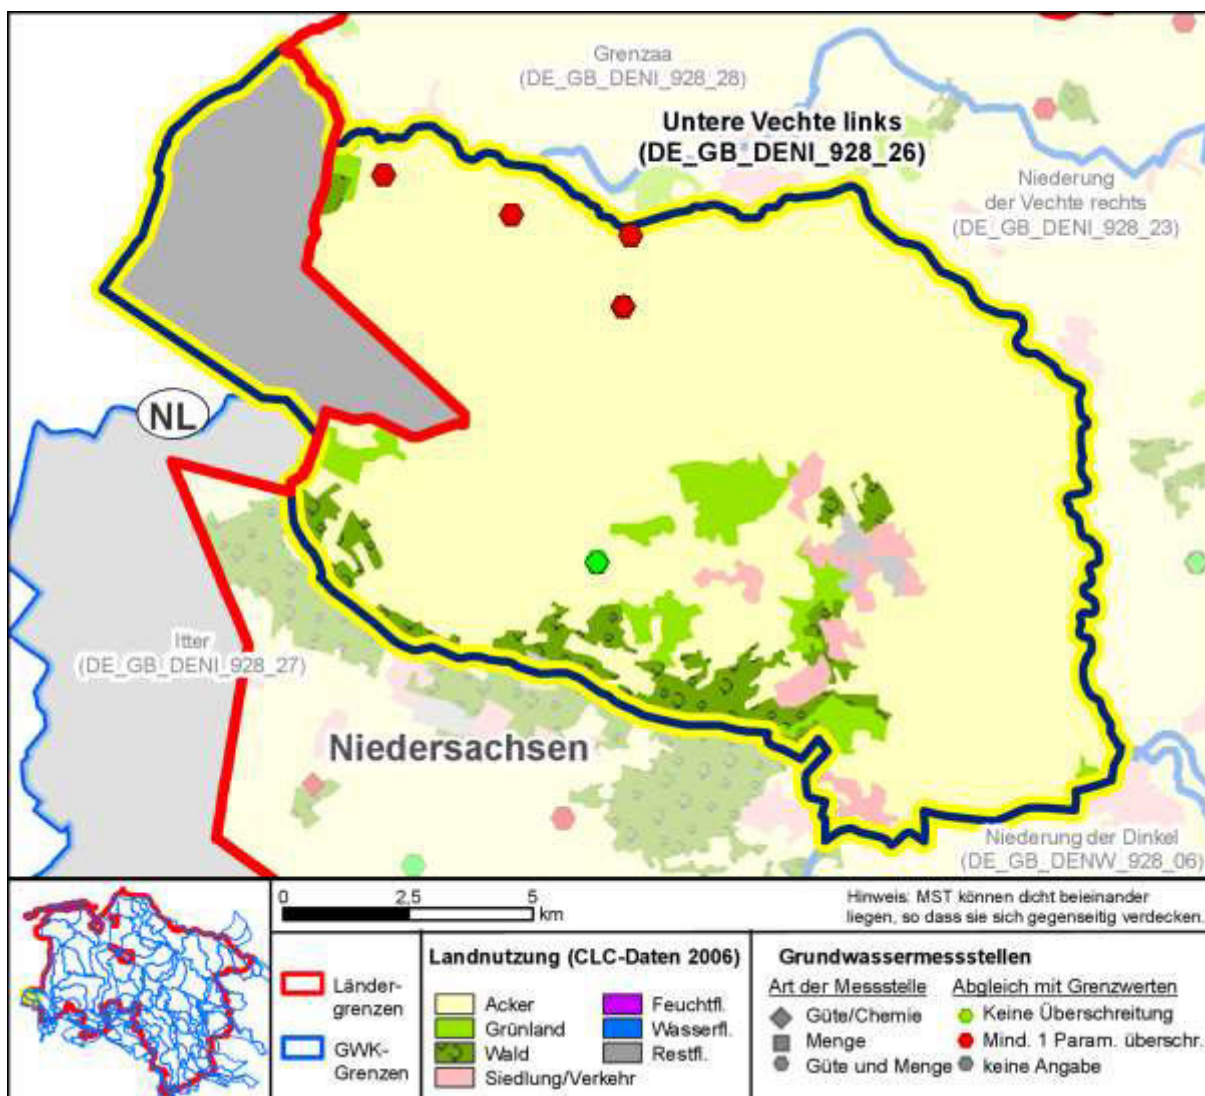 Grenzaa
(DE_GB_DENI_928_28)
Untere Vechte links
(DE_GB_DENI_928_26)
Niederung
der Vechte rechts
(DE_GB_DENI_928_23)
NL
Itter
(DE_GB_DENI_928_27)
Niedersachsen
Niederung der Dinkel
(DE_GB_DENW_928_06)
0 2,5 5
km
Hinweis: MST können dicht beieinander
liegen, so dass sie sich gegenseitig verdecken.
Länder-
grenzen
GWK-
Grenzen
Landnutzung (CLC-Daten 2006)
Acker
Grünland
Wald
Siedlung/Verkehr
Feuchtfl.
Wasserfl.
Restfl.
Grundwassermessstellen
Art der Messstelle
Güte/Chemie
Menge
Güte und Menge
Abgleich mit Grenzwerten
Keine Überschreitung
Mind. 1 Param. überschr.
keine Angabe